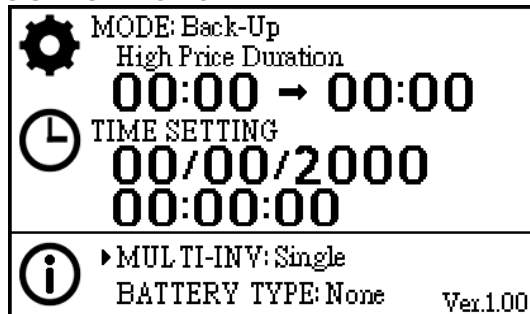 MODE: Back-Up
High Price Duration
00:00 → 00:00
TIME SETTING
00/00/2000
00:00:00
MULTI-INV: Single
BATTERY TYPE: None Ver.1.00